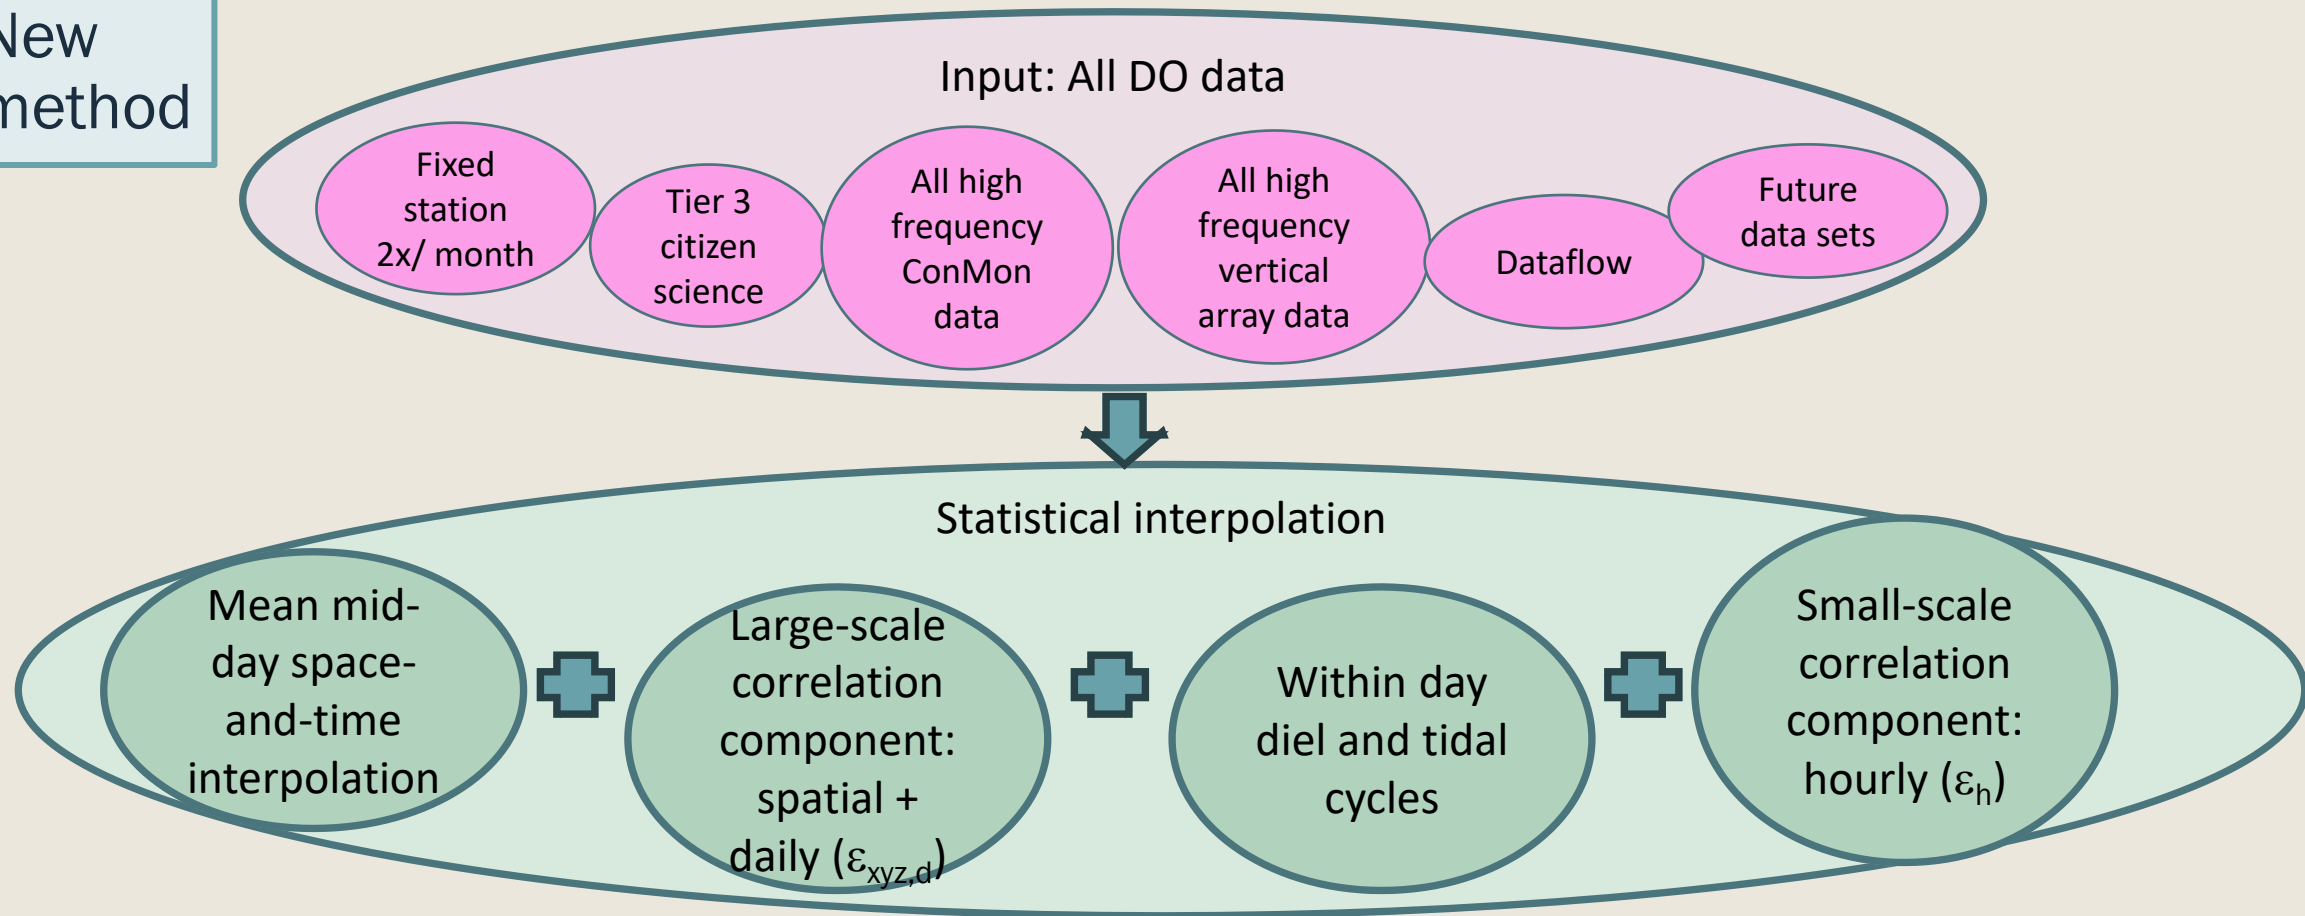 New
method
Input: All DO data
Fixed
station
2x/ month
Tier 3
citizen
science
All high
frequency
ConMon
data
All high
frequency
vertical
array data
Dataflow
Future
data sets
Statistical interpolation
Mean mid-
day space-
and-time
interpolation
Large-scale
correlation
component:
spatial +
daily (εxyz,d)
Within day
diel and tidal
cycles
Small-scale
correlation
component:
hourly (εh)